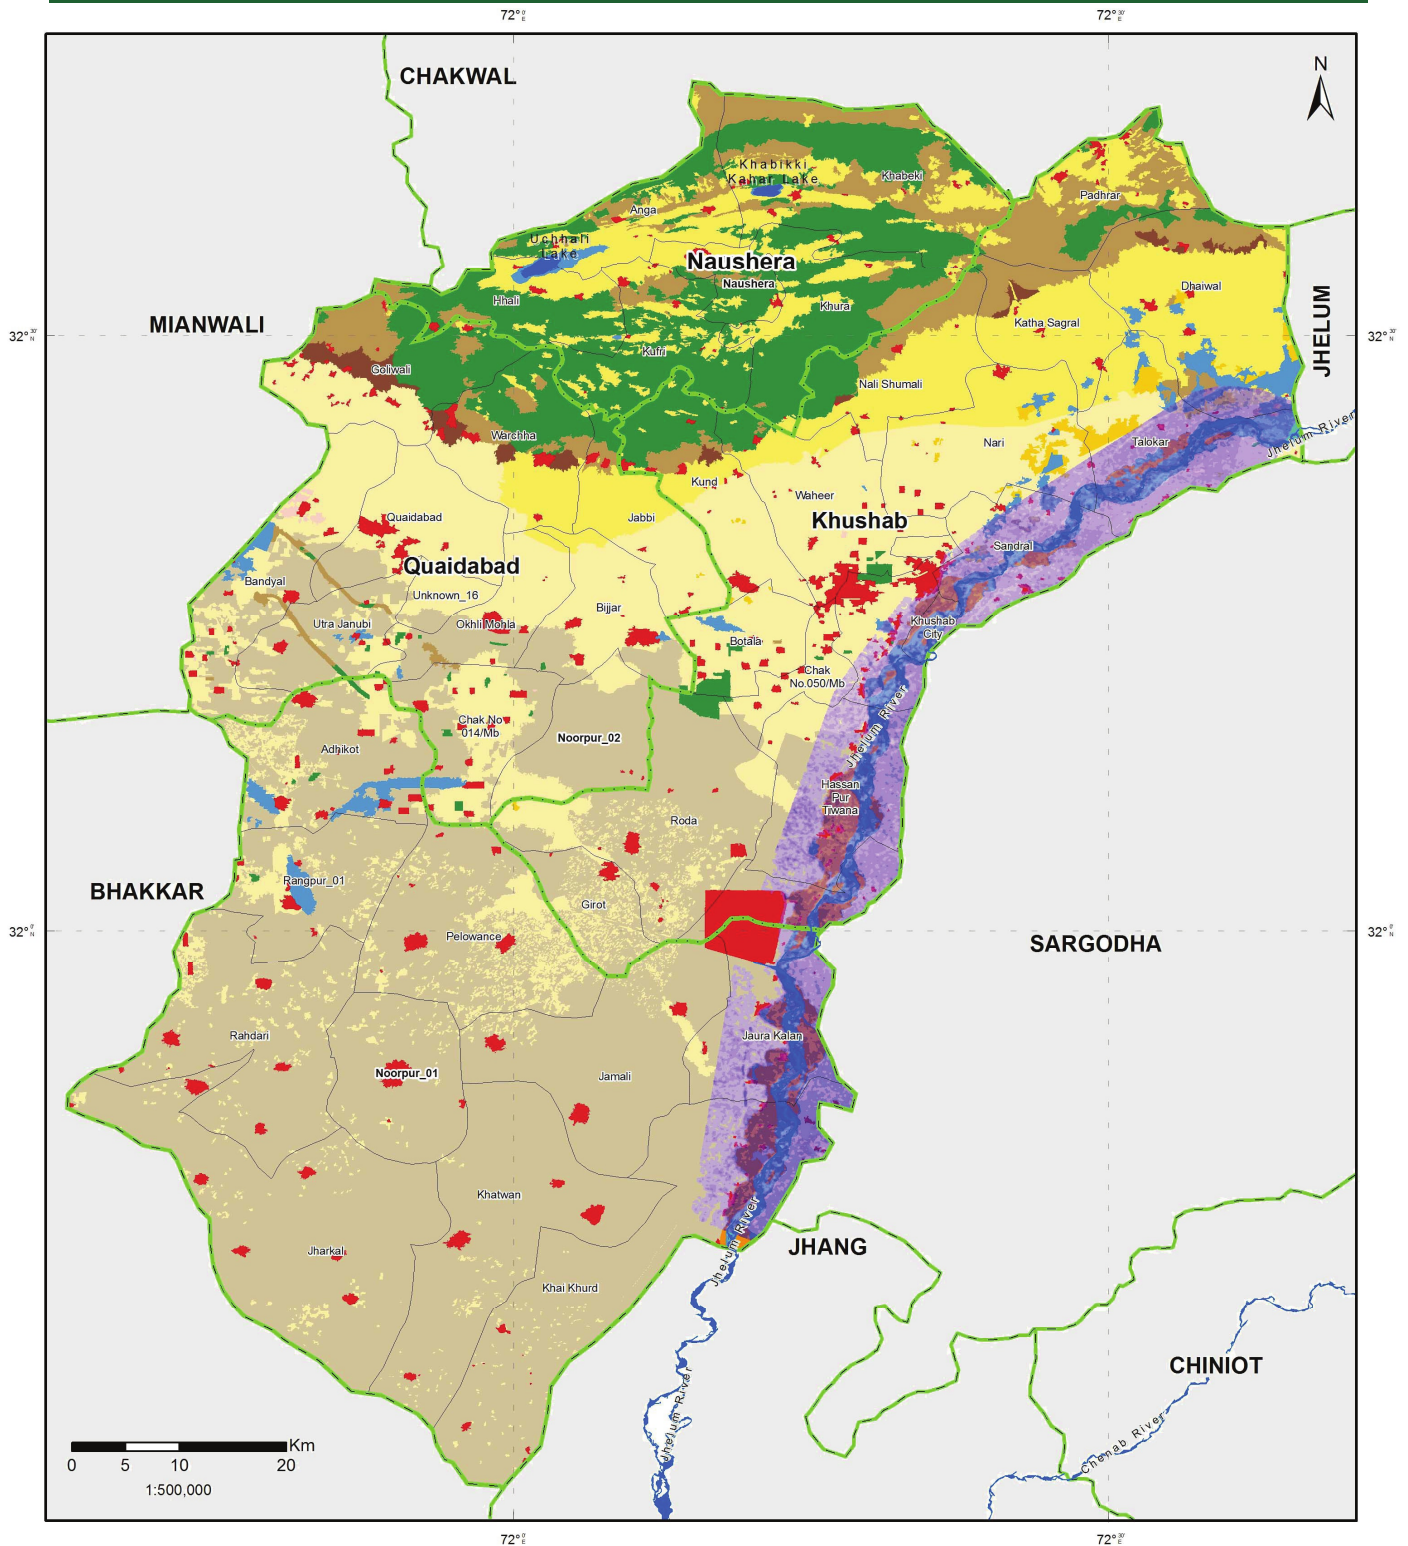 72° 0' E
72° 30' E
N
CHAKWAL
Khabikki
Kahar Lake
Khabeki
Padhrar
Anga
Uchhali
Lake
Naushera
Naushera
Dhaiwal
Hhali
Khura
MIANWALI
JHELUM
Katha Sagral
32° 30' N
32° 30' N
Kufri
Goliwali
Nali Shumali
Warchha
Nari
Talokar
Jhelum River
Kund
Waheer
Quaidabad
Jabbi
Khushab
Sandral
Quaidabad
Bandyal
Unknown_16
Bijjar
Utra Janubi
Okhli Mohla
Khushab
City
Botala
Chak
No.050/Mb
Jhelum River
Chak No
014/Mb
Noorpur_02
Adhikot
Hassan
Pur
Tiwana
Roda
Rangpur_01
BHAKKAR
Girot
32° 0' N
32° 0' N
Pelowance
SARGODHA
Rahdari
Jaura Kalan
Noorpur_01
Jamali
Khatwan
Jhelum River
JHANG
Jharkal
Khai Khurd
CHINIOT
Jhelum River
Chenab River
Km
0 5 10 20
1:500,000
72° 0' E
72° 30' E